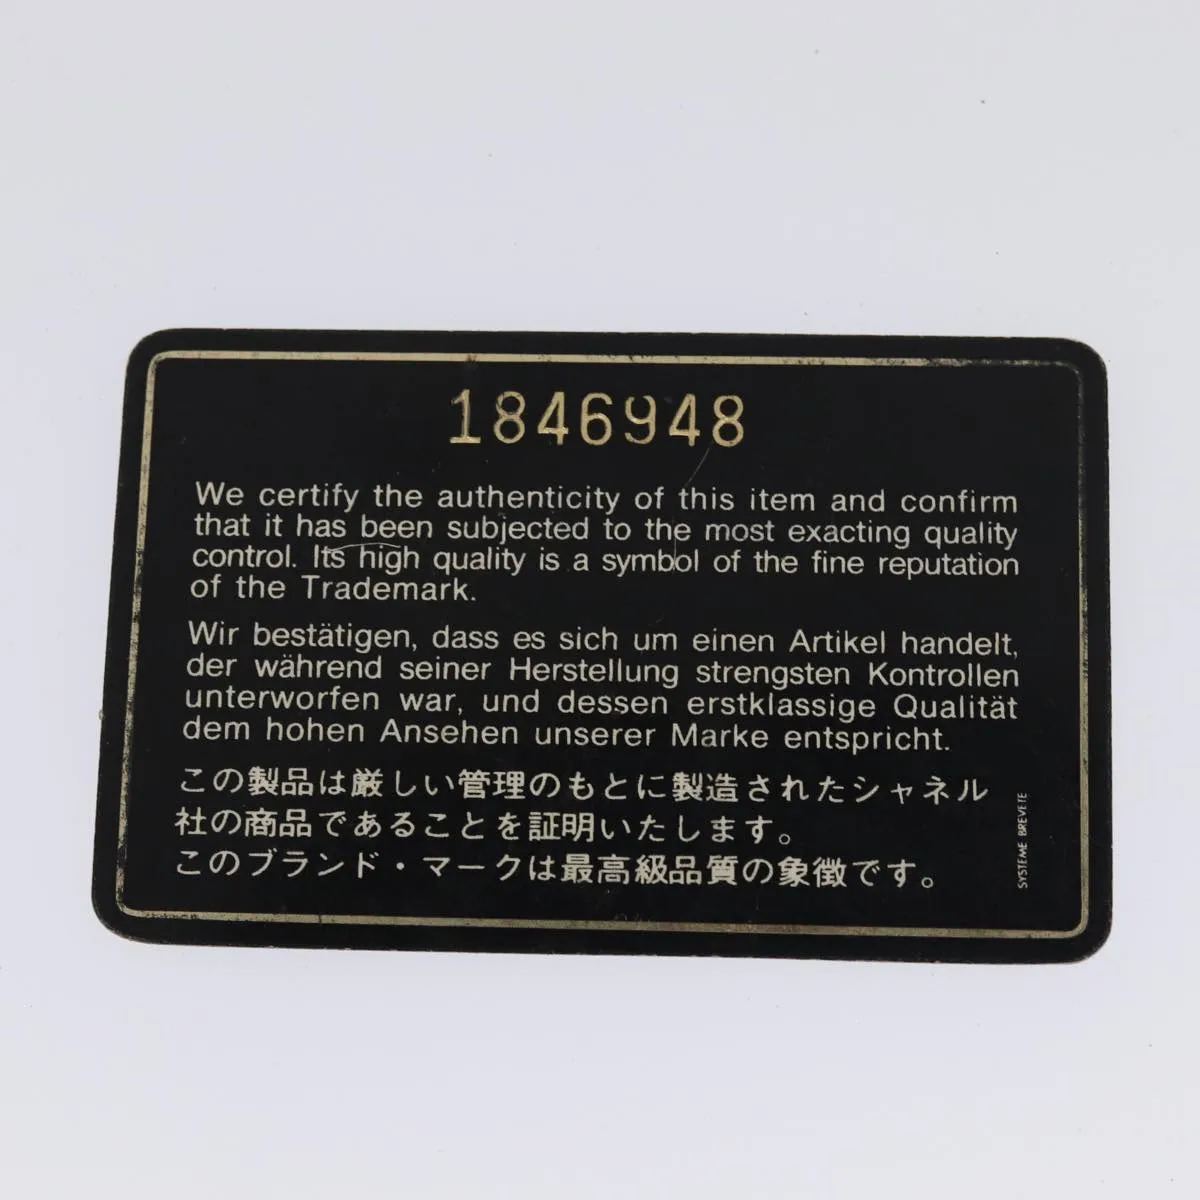 1846948
We certify the authenticity of this item and confirm
that it has been subjected to the most exacting quality
control. Its high quality is a symbol of the fine reputation
of the Trademark.
Wir bestätigen, dass es sich um einen Artikel handelt,
der während seiner Herstellung strengsten Kontrollen
unterworfen war, und dessen erstklassige Qualität
dem hohen Ansehen unserer Marke entspricht.
この製品は厳しい管理のもとに製造されたシャネル
社の商品であることを証明いたします。
このブランド・マークは最高級品質の象徴です。
SYSTEME BREVETE